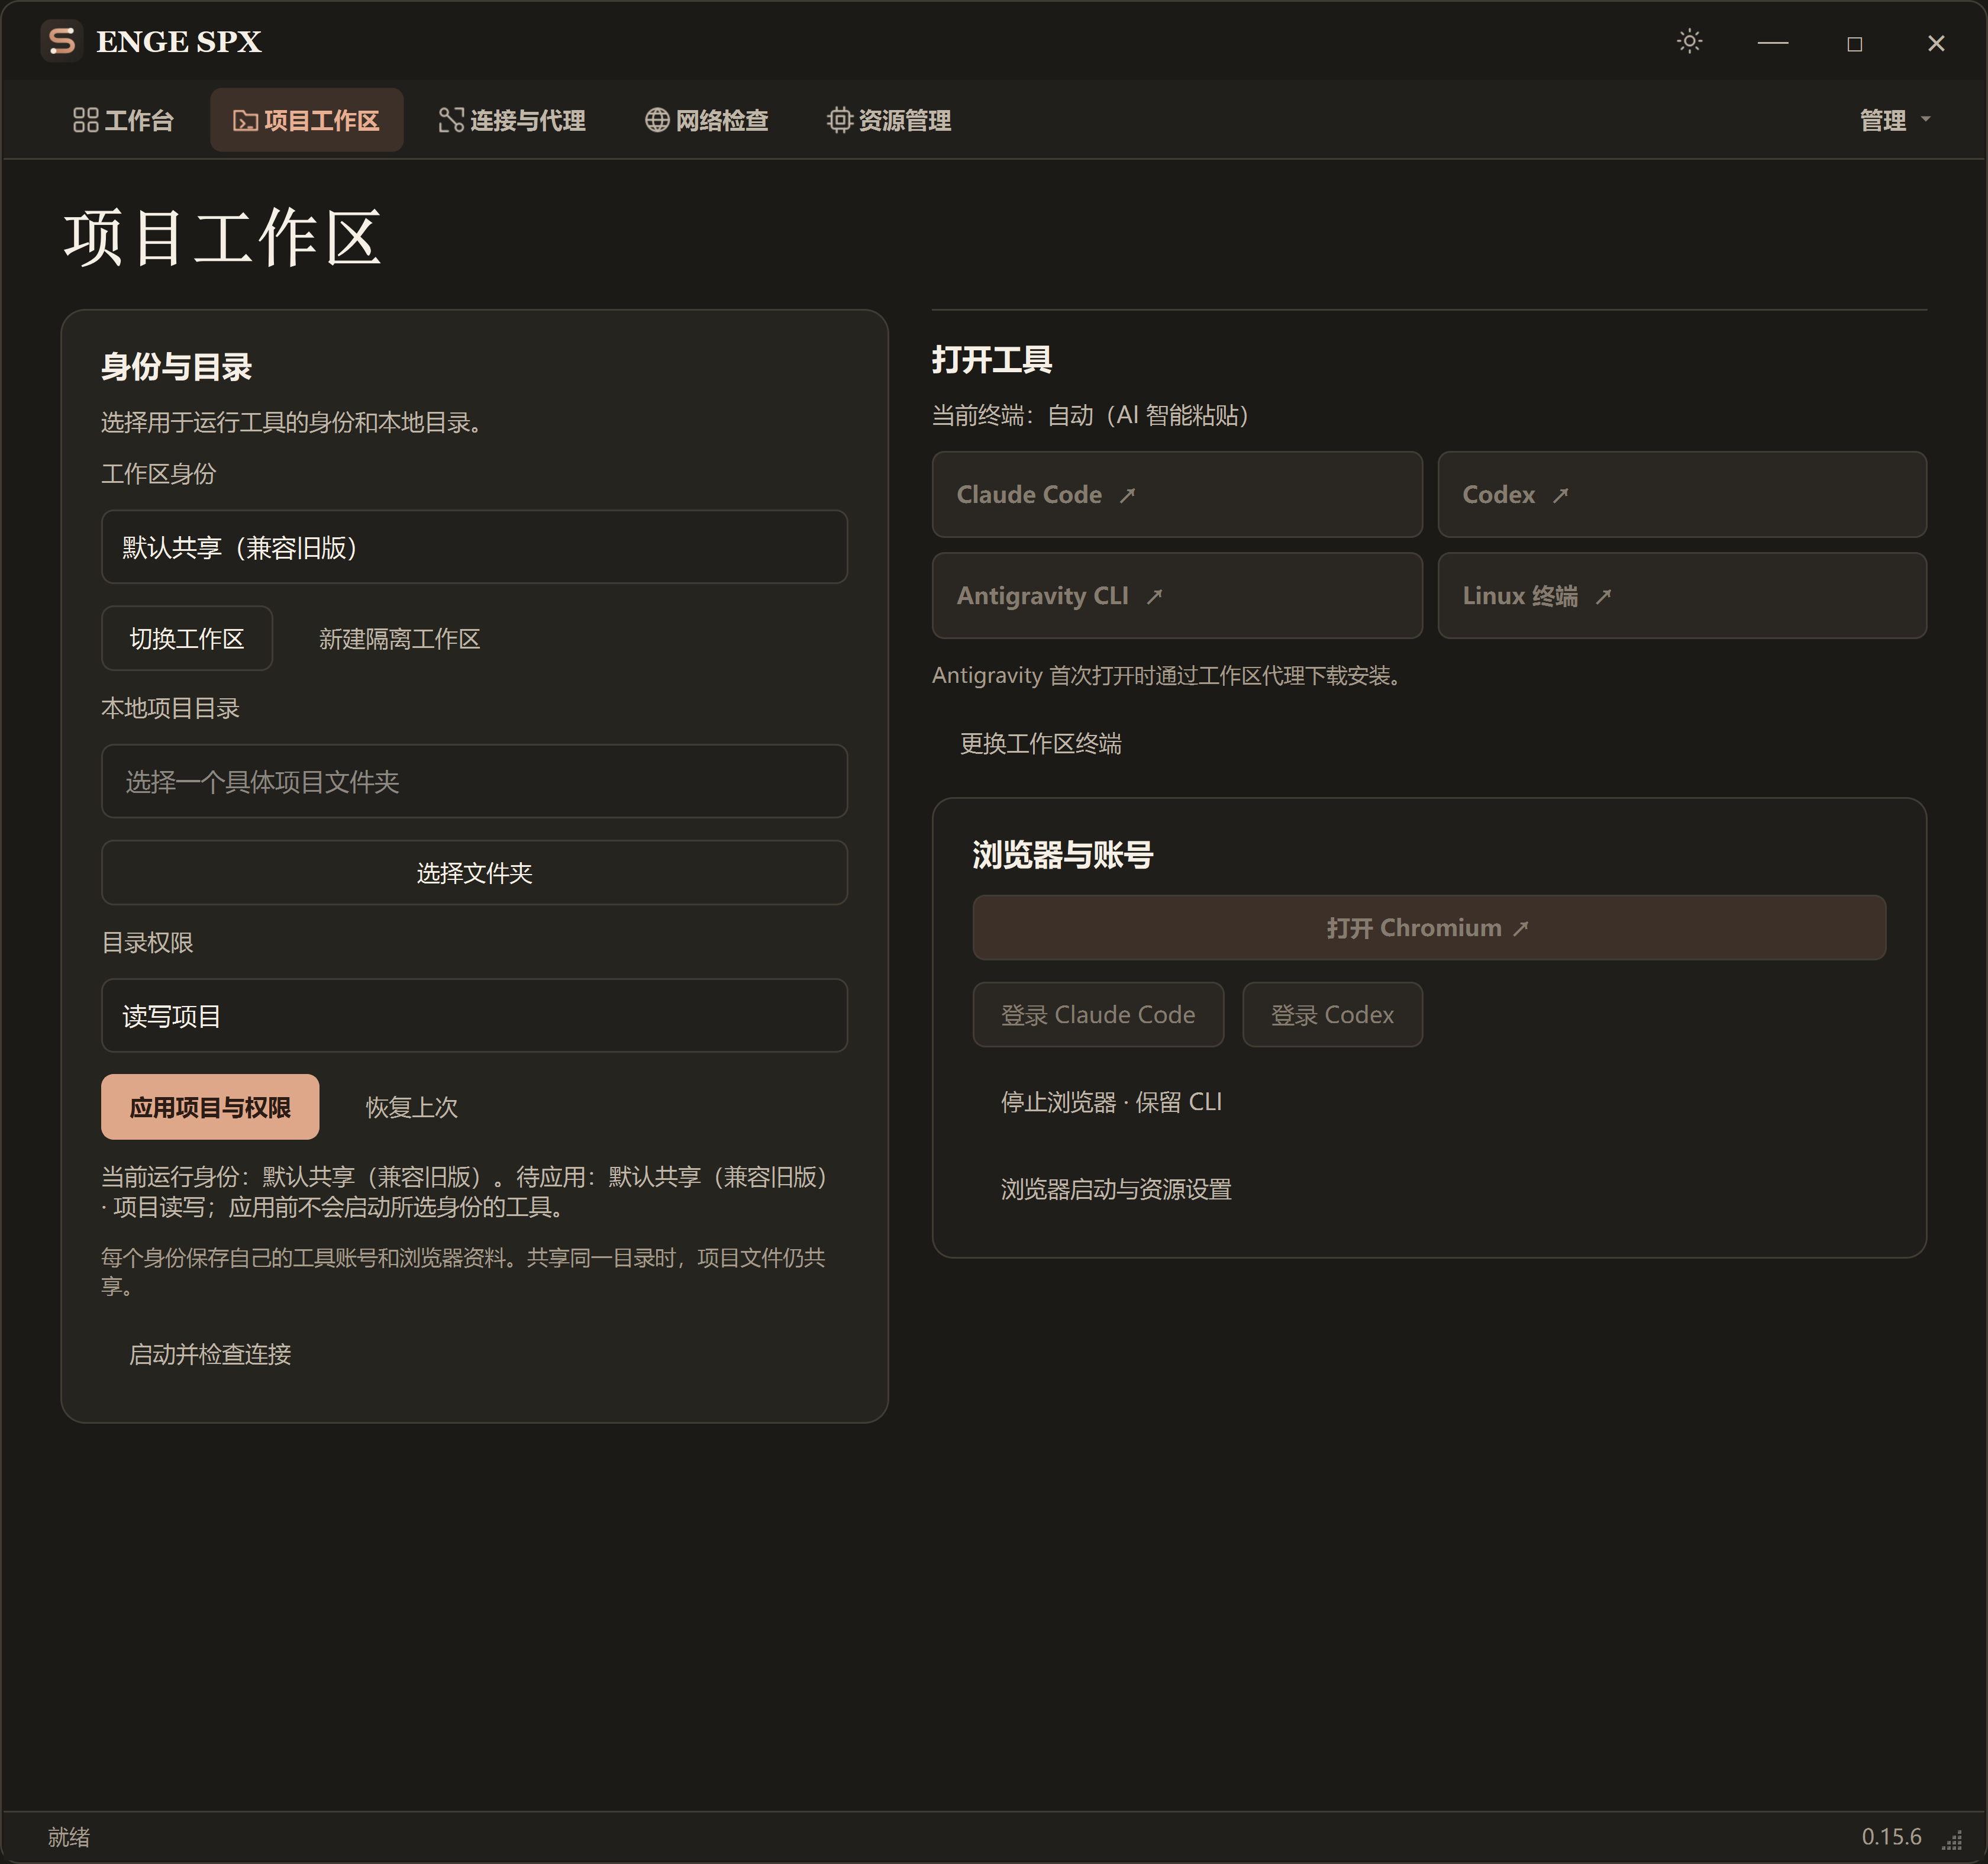 ENGE SPX
工作台
项目工作区
连接与代理
网络检查
资源管理
管理
项目工作区
身份与目录
选择用于运行工具的身份和本地目录。
工作区身份
默认共享（兼容旧版）
切换工作区
新建隔离工作区
本地项目目录
选择一个具体项目文件夹
选择文件夹
目录权限
读写项目
应用项目与权限
恢复上次
当前运行身份：默认共享（兼容旧版）。待应用：默认共享（兼容旧版）
· 项目读写；应用前不会启动所选身份的工具。
每个身份保存自己的工具账号和浏览器资料。共享同一目录时，项目文件仍共
享。
启动并检查连接
打开工具
当前终端：自动（AI 智能粘贴）
Claude Code ↗
Codex ↗
Antigravity CLI ↗
Linux 终端 ↗
Antigravity 首次打开时通过工作区代理下载安装。
更换工作区终端
浏览器与账号
打开 Chromium ↗
登录 Claude Code
登录 Codex
停止浏览器 · 保留 CLI
浏览器启动与资源设置
就绪
0.15.6